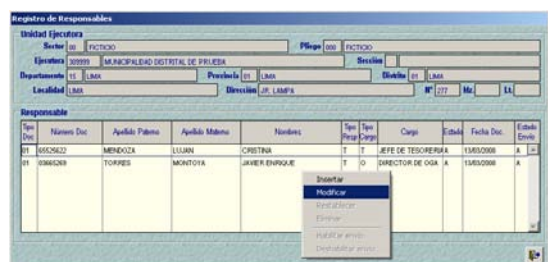 Registro de Responsables
Unidad Ejecutora
Sector 00 FICTICIO Pliego 000 FICTICIO
Ejecutora 309999 MUNICIPALIDAD DISTRITAL DE PRUEBA Sección
Departamento 15 LIMA Provincia 01 LIMA Distrito 01 LIMA
Localidad LIMA Dirección JR. LAMPA N° 277 Mz. Lt.
Responsable
Tipo Doc Número Doc Apellido Paterno Apellido Materno Nombres Tipo Resp Tipo Cargo Cargo Estado Fecha Doc. Estado Envío
01 65525622 MENDOZA LUJAN CRISTINA T T JEFE DE TESORERIA A 13/03/2008 A
01 03665269 TORRES MONTOYA JAVIER ENRIQUE T O DIRECTOR DE OGA A 13/03/2008 A
Insertar
Modificar
Restablecer
Eliminar
Habilitar envio
Deshabilitar envio